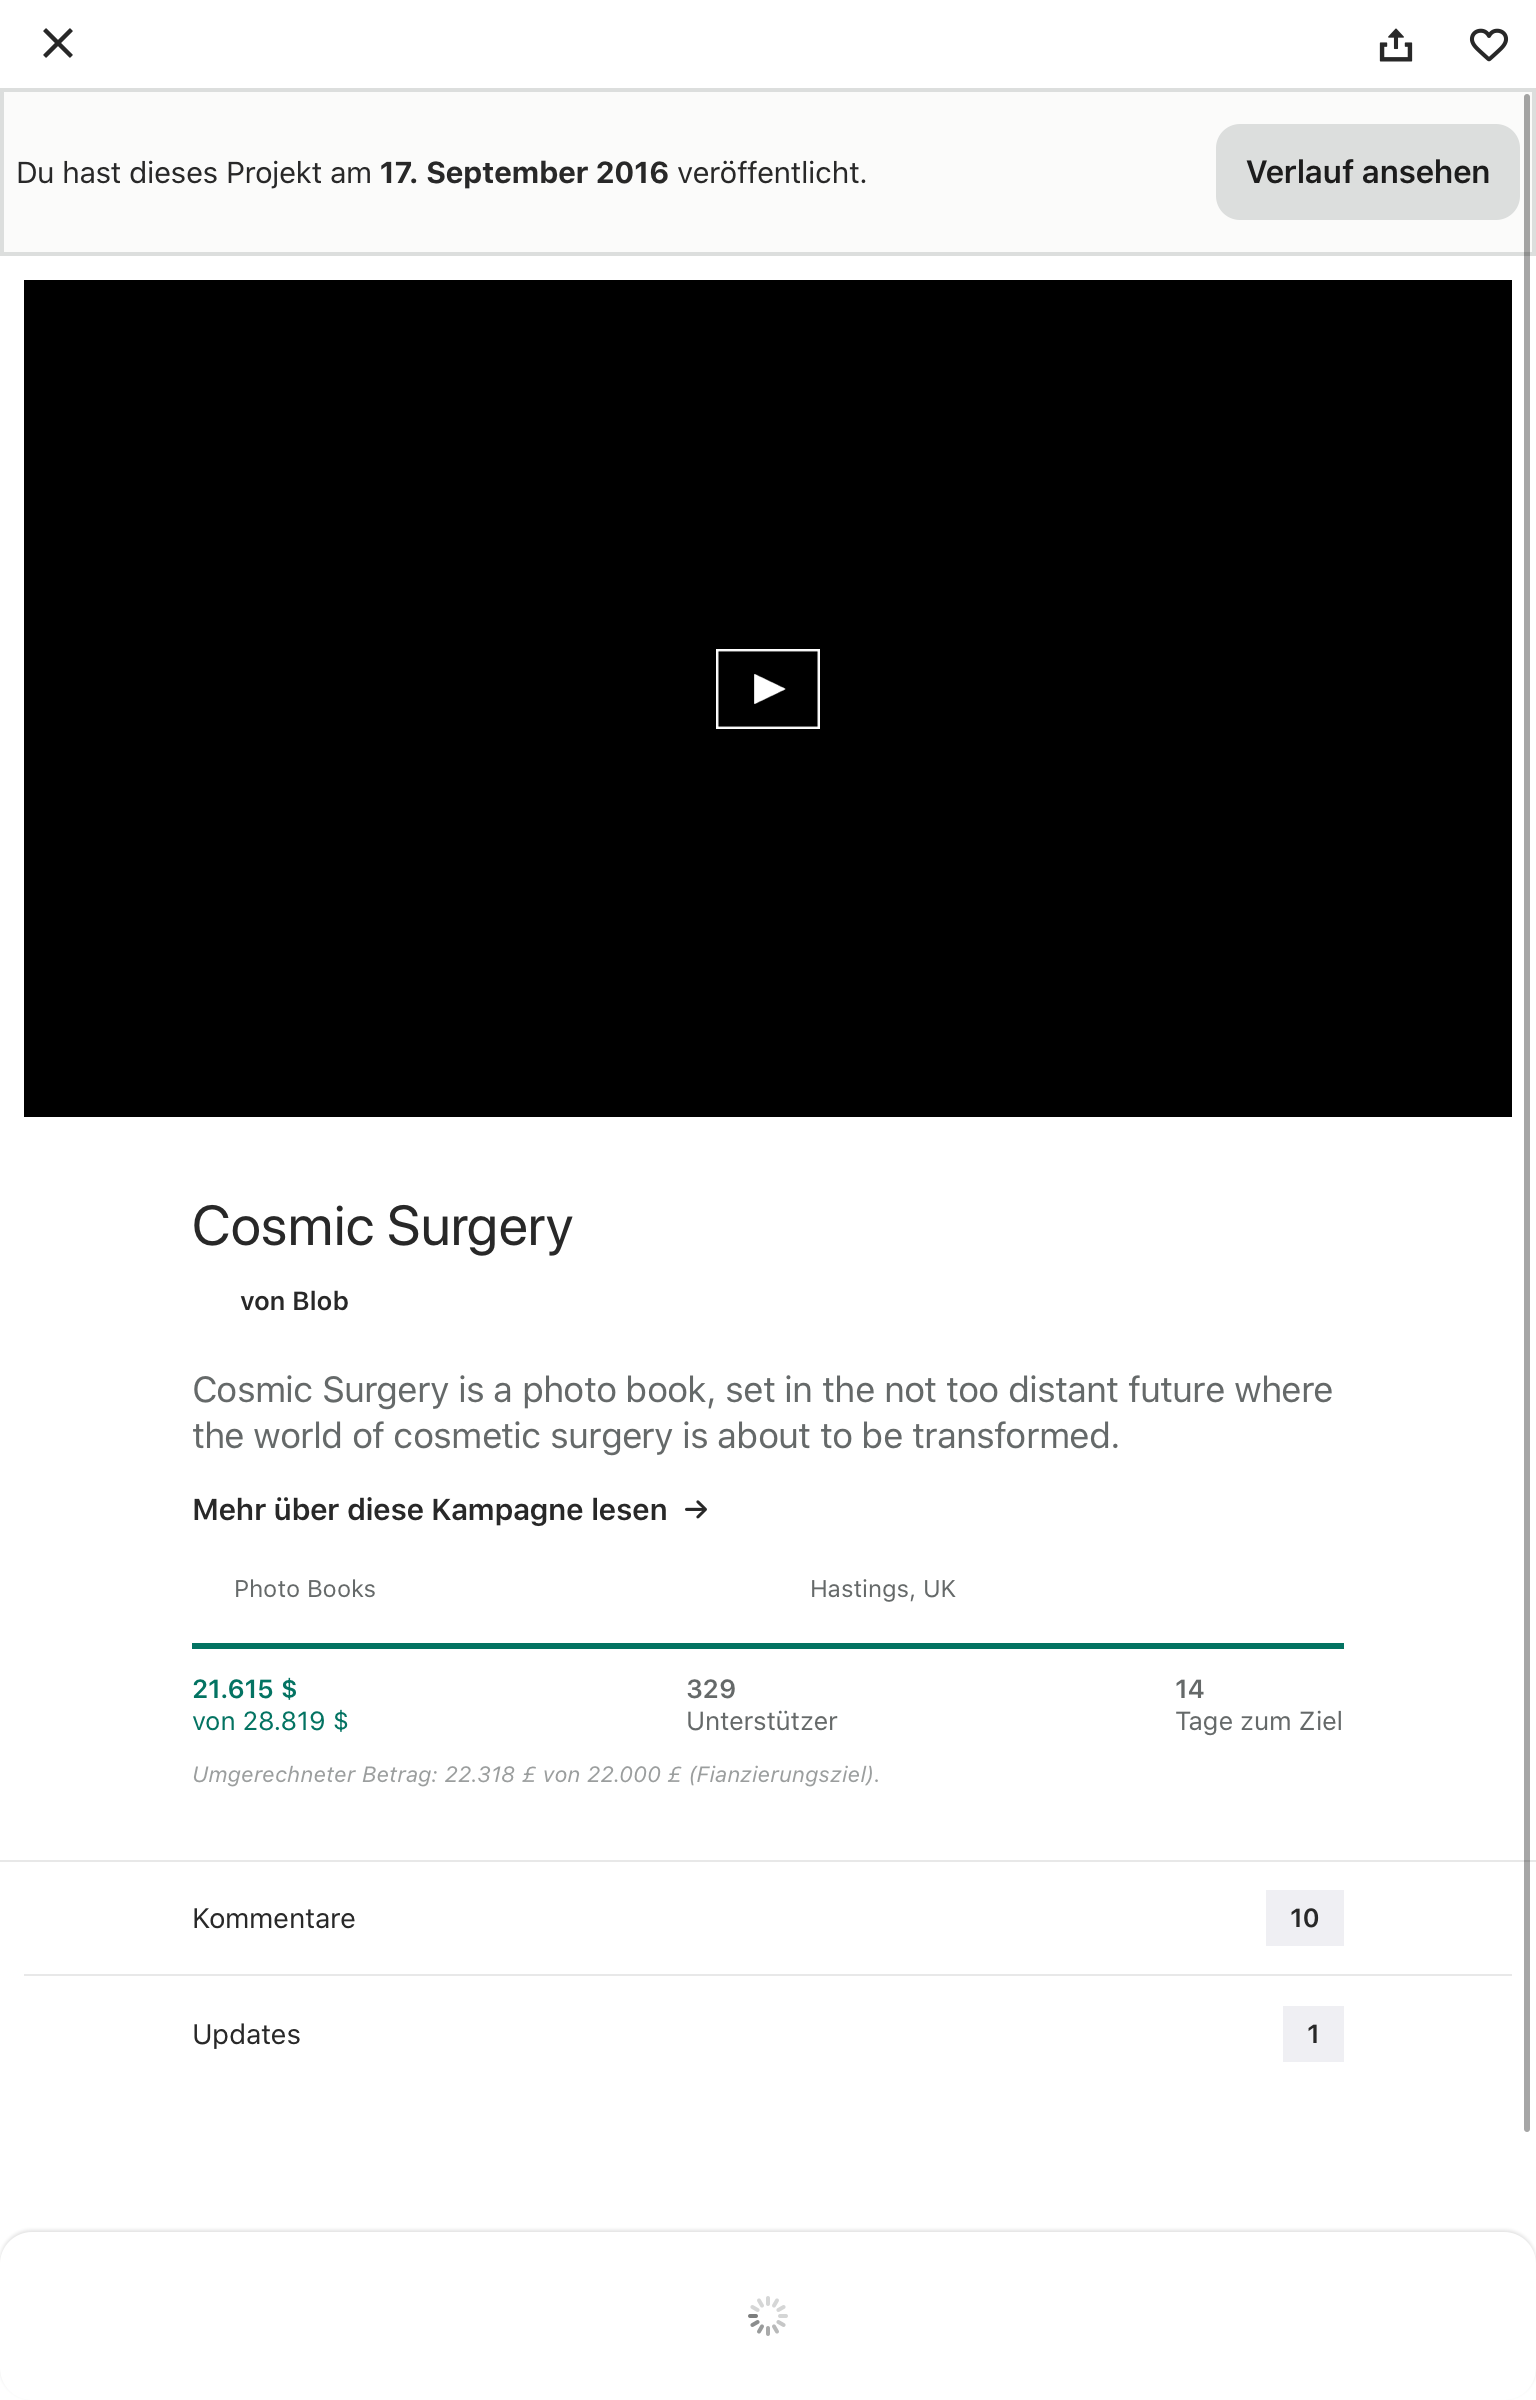 Du hast dieses Projekt am 17. September 2016 veröffentlicht.
Verlauf ansehen
Cosmic Surgery
von Blob
Cosmic Surgery is a photo book, set in the not too distant future where
the world of cosmetic surgery is about to be transformed.
Mehr über diese Kampagne lesen →
Photo Books
Hastings, UK
21.615 $
von 28.819 $
329
Unterstützer
14
Tage zum Ziel
Umgerechneter Betrag: 22.318 £ von 22.000 £ (Fianzierungsziel).
Kommentare
10
Updates
1